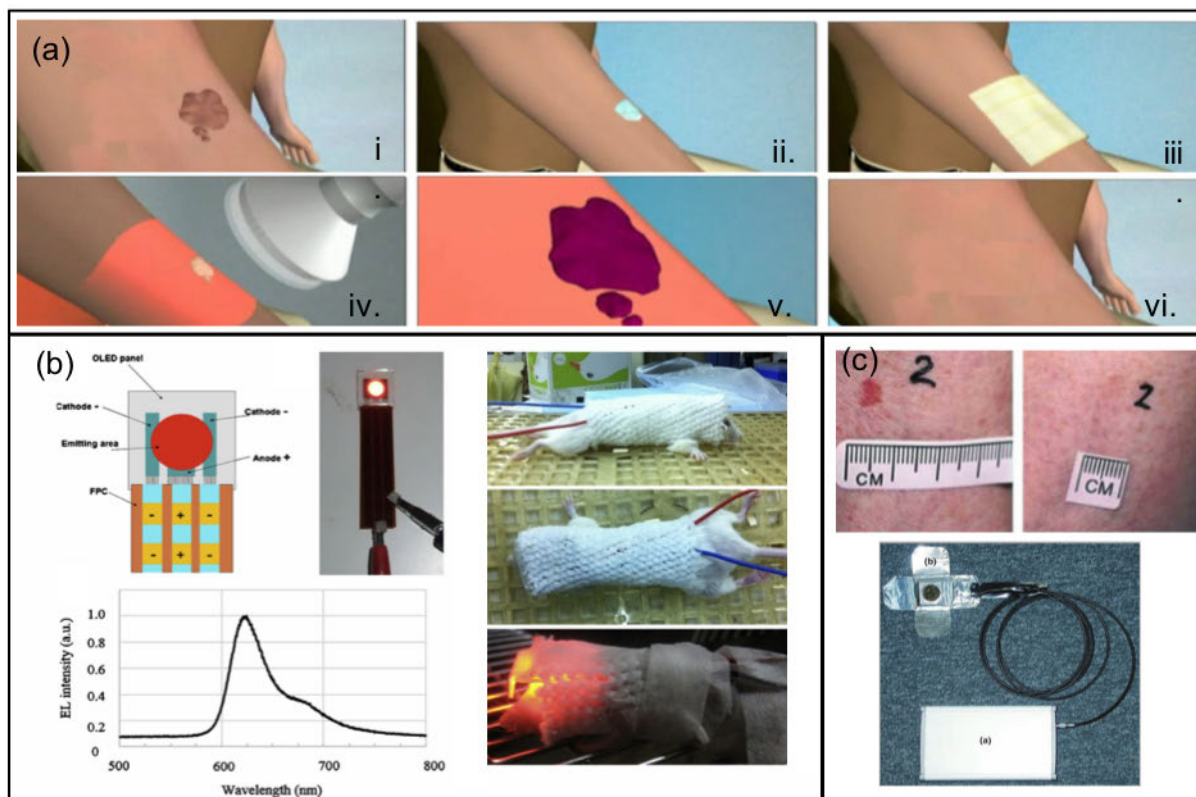 (a)
i
ii.
iii
.
.
iv.
v.
vi.
(b)
OLED panel
Cathode -
Cathode -
Emitting area
Anode +
FPC
- + -
- + -
EL intensity (a.u.)
1.0
0.8
0.6
0.4
0.2
0
500 600 700 800
Wavelength (nm)
(c)
2
CM
2
CM
(b)
(a)